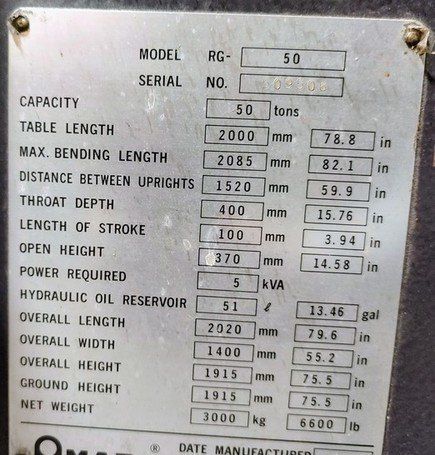 MODEL RG- 50
SERIAL NO.
CAPACITY 50 tons
TABLE LENGTH 2000 mm 78.8 in
MAX. BENDING LENGTH 2085 mm 82.1 in
DISTANCE BETWEEN UPRIGHTS 1520 mm 59.9 in
THROAT DEPTH 400 mm 15.76 in
LENGTH OF STROKE 100 mm 3.94 in
OPEN HEIGHT 370 mm 14.58 in
POWER REQUIRED 5 kVA
HYDRAULIC OIL RESERVOIR 51 ℓ 13.46 gal
OVERALL LENGTH 2020 mm 79.6 in
OVERALL WIDTH 1400 mm 55.2 in
OVERALL HEIGHT 1915 mm 75.5 in
GROUND HEIGHT 1915 mm 75.5 in
NET WEIGHT 3000 kg 6600 lb
® DATE MANUFACTURED